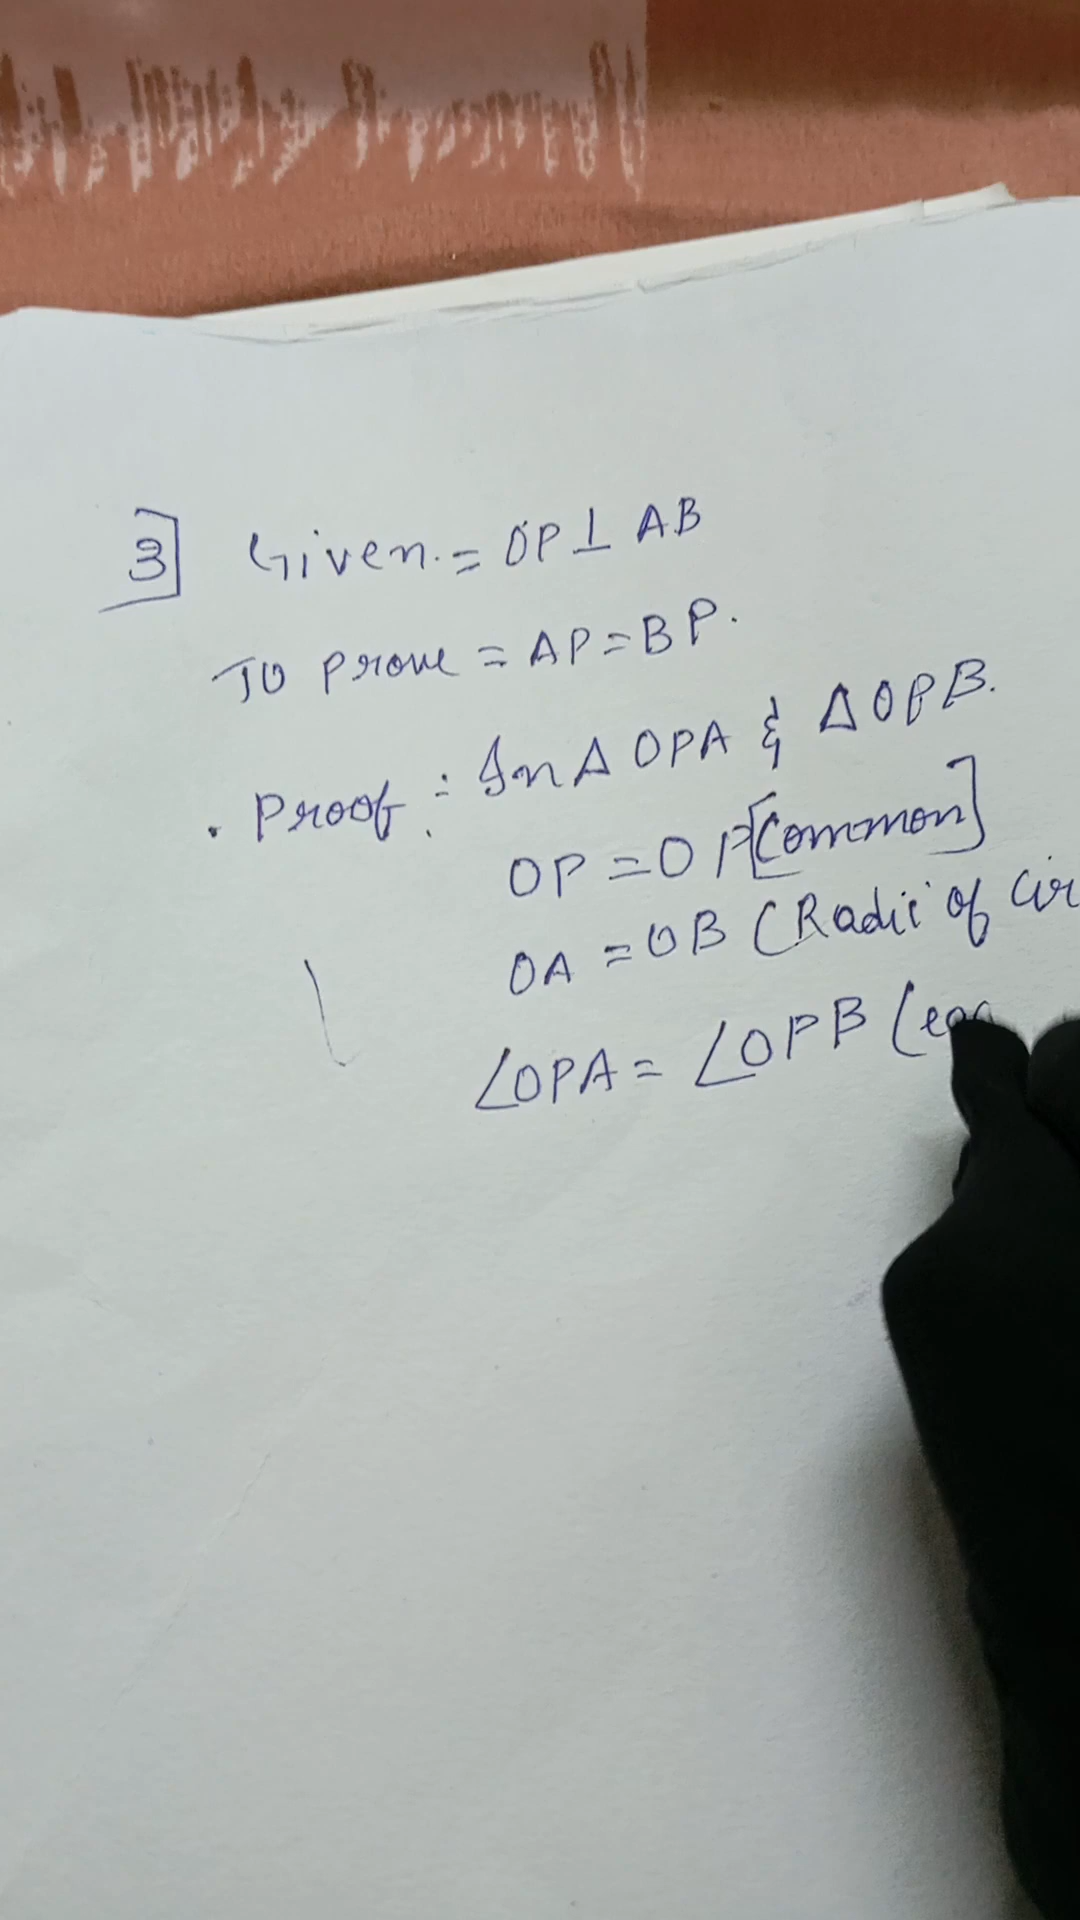 3] Given. = OP ⊥ AB
To prove = AP = BP.
. Proof : In Δ OPA & Δ OPB.
OP = OP [Common]
OA = OB (Radii of Cir
∠OPA = ∠OPB (